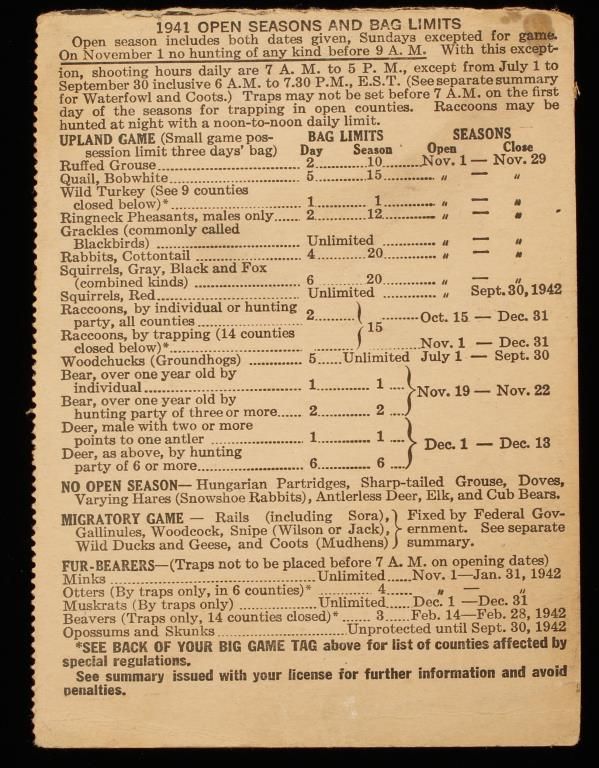 1941 OPEN SEASONS AND BAG LIMITS
Open season includes both dates given, Sundays excepted for game.
On November 1 no hunting of any kind before 9 A. M. With this except-
ion, shooting hours daily are 7 A. M. to 5 P. M., except from July 1 to
September 30 inclusive 6 A.M. to 7.30 P.M., E.S.T. (See separate summary
for Waterfowl and Coots.) Traps may not be set before 7 A.M. on the first
day of the seasons for trapping in open counties. Raccoons may be
hunted at night with a noon-to-noon daily limit.
UPLAND GAME (Small game pos- BAG LIMITS SEASONS
session limit three days' bag) Day Season Open Close
Ruffed Grouse 2 10 Nov. 1 — Nov. 29
Quail, Bobwhite 5 15 " — "
Wild Turkey (See 9 counties
closed below)* 1 1 " — "
Ringneck Pheasants, males only 2 12 " — "
Grackles (commonly called
Blackbirds) Unlimited " — "
Rabbits, Cottontail 4 20 " — "
Squirrels, Gray, Black and Fox
(combined kinds) 6 20 " — "
Squirrels, Red Unlimited " Sept. 30, 1942
Raccoons, by individual or hunting
party, all counties 2 15 Oct. 15 — Dec. 31
Raccoons, by trapping (14 counties
closed below)* Nov. 1 — Dec. 31
Woodchucks (Groundhogs) 5 Unlimited July 1 — Sept. 30
Bear, over one year old by
individual 1 1 Nov. 19 — Nov. 22
Bear, over one year old by
hunting party of three or more 2 2
Deer, male with two or more
points to one antler 1 1 Dec. 1 — Dec. 13
Deer, as above, by hunting
party of 6 or more 6 6
NO OPEN SEASON— Hungarian Partridges, Sharp-tailed Grouse, Doves,
Varying Hares (Snowshoe Rabbits), Antlerless Deer, Elk, and Cub Bears.
MIGRATORY GAME — Rails (including Sora), Fixed by Federal Gov-
Gallinules, Woodcock, Snipe (Wilson or Jack), ernment. See separate
Wild Ducks and Geese, and Coots (Mudhens) summary.
FUR-BEARERS—(Traps not to be placed before 7 A. M. on opening dates)
Minks Unlimited Nov. 1—Jan. 31, 1942
Otters (By traps only, in 6 counties)* 4 " — "
Muskrats (By traps only) Unlimited Dec. 1 —Dec. 31
Beavers (Traps only, 14 counties closed)* 3 Feb. 14—Feb. 28, 1942
Opossums and Skunks Unprotected until Sept. 30, 1942
*SEE BACK OF YOUR BIG GAME TAG above for list of counties affected by
special regulations.
See summary issued with your license for further information and avoid
penalties.